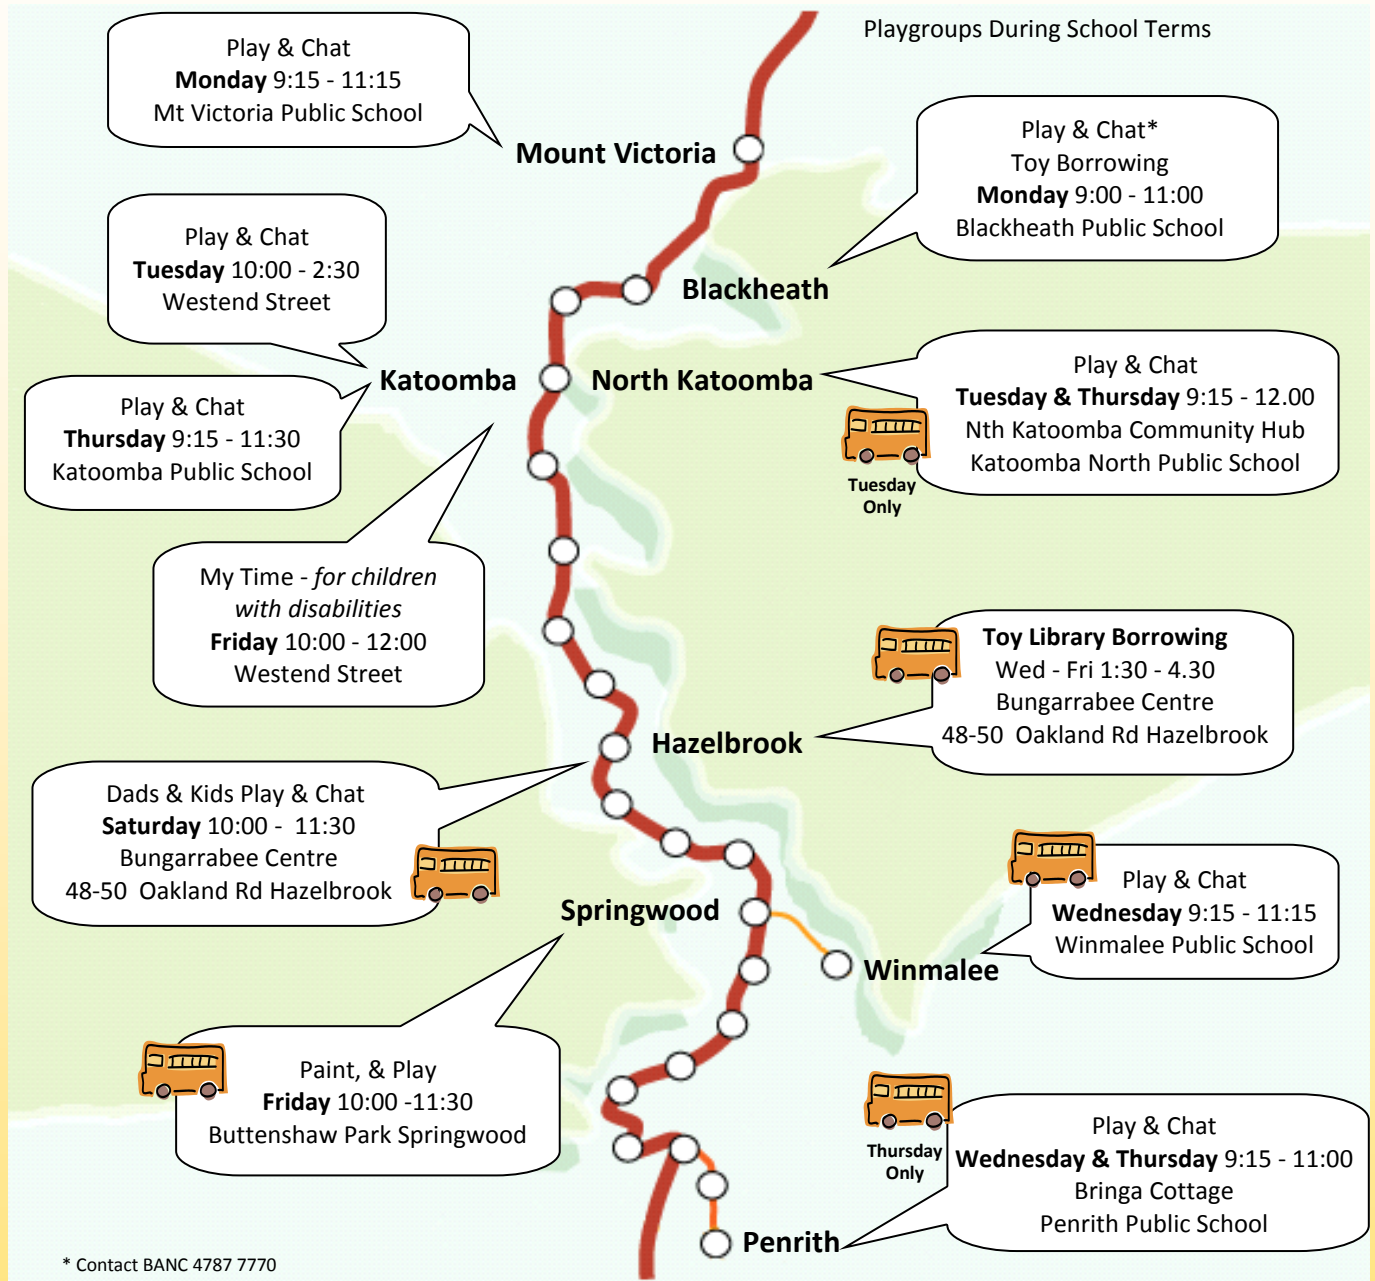 Playgroups During School Terms
Play & Chat
Monday 9:15 - 11:15
Mt Victoria Public School
Mount Victoria
Play & Chat*
Toy Borrowing
Monday 9:00 - 11:00
Blackheath Public School
Blackheath
Play & Chat
Tuesday 10:00 - 2:30
Westend Street
Katoomba
North Katoomba
Play & Chat
Tuesday & Thursday 9:15 - 12.00
Nth Katoomba Community Hub
Katoomba North Public School
Tuesday
Only
Play & Chat
Thursday 9:15 - 11:30
Katoomba Public School
My Time - for children
with disabilities
Friday 10:00 - 12:00
Westend Street
Toy Library Borrowing
Wed - Fri 1:30 - 4.30
Bungarrabee Centre
48-50  Oakland Rd Hazelbrook
Hazelbrook
Dads & Kids Play & Chat
Saturday 10:00 -  11:30
Bungarrabee Centre
48-50  Oakland Rd Hazelbrook
Springwood
Play & Chat
Wednesday 9:15 - 11:15
Winmalee Public School
Winmalee
Paint, & Play
Friday 10:00 -11:30
Buttenshaw Park Springwood
Thursday
Only
Play & Chat
Wednesday & Thursday 9:15 - 11:00
Bringa Cottage
Penrith Public School
Penrith
* Contact BANC 4787 7770